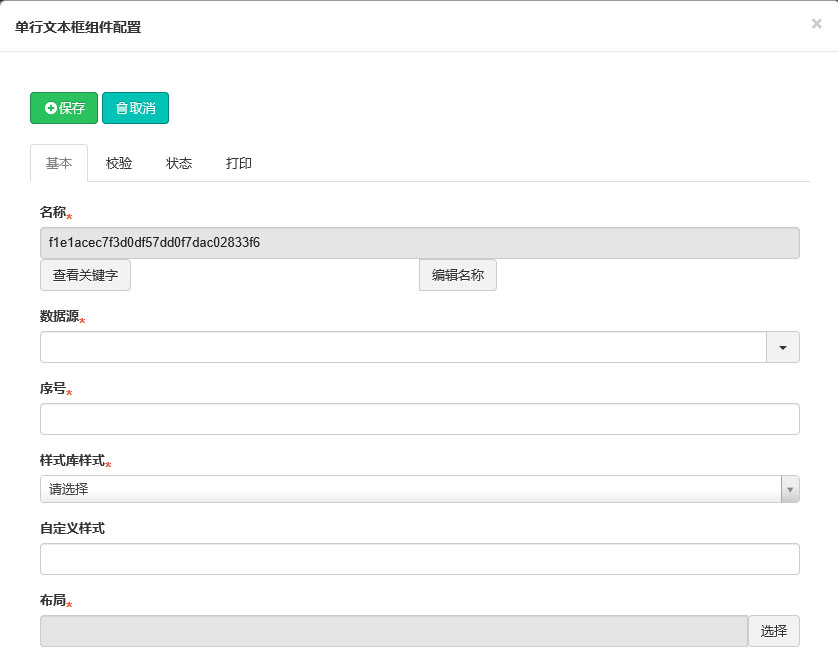 单行文本框组件配置
保存 取消
基本 校验 状态 打印
名称*
f1e1acec7f3d0df57dd0f7dac02833f6
查看关键字 编辑名称
数据源*
序号*
样式库样式*
请选择
自定义样式
布局*
选择